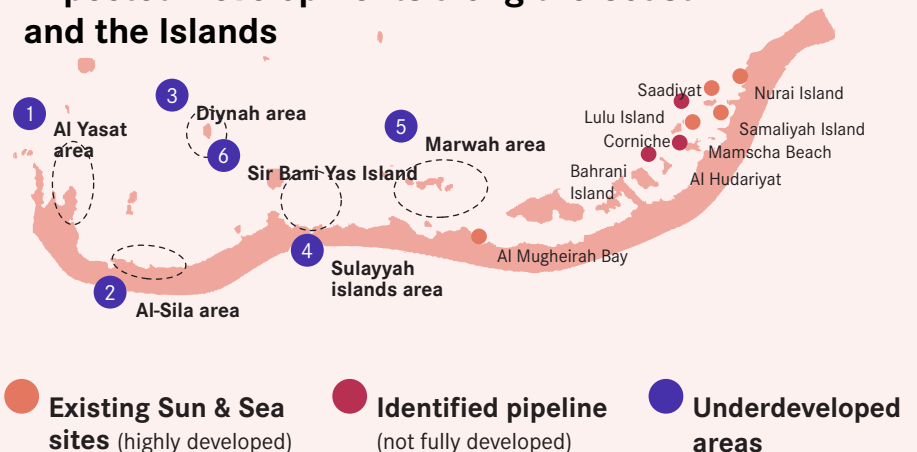 and the Islands
1
Al Yasat
area
3
Diynah area
6
Sir Bani Yas Island
5
Marwah area
Saadiyat
Nurai Island
Lulu Island
Samaliyah Island
Corniche
Mamscha Beach
Bahrani
Island
Al Hudariyat
4
Sulayyah
islands area
Al Mugheirah Bay
2
Al-Sila area
Existing Sun & Sea
sites (highly developed)
Identified pipeline
(not fully developed)
Underdeveloped
areas